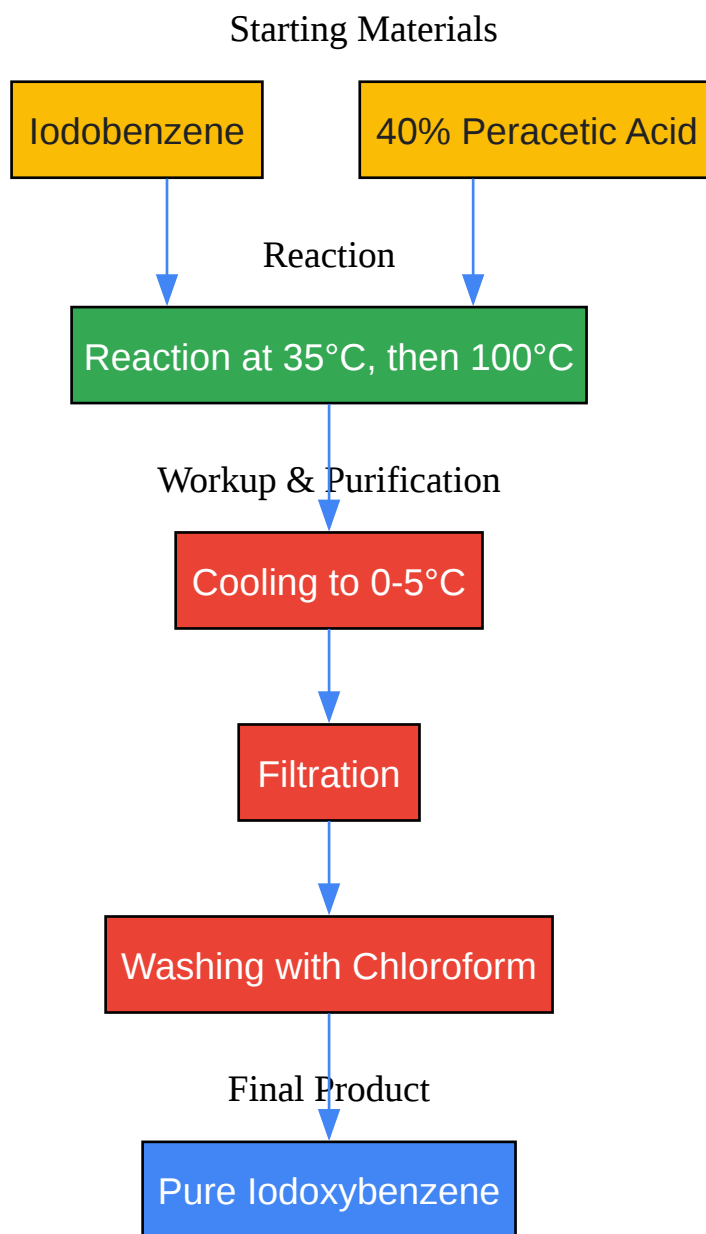 Starting Materials
Iodobenzene
40% Peracetic Acid
Reaction
Reaction at 35°C, then 100°C
Workup & Purification
Cooling to 0-5°C
Filtration
Washing with Chloroform
Final Product
Pure Iodoxybenzene